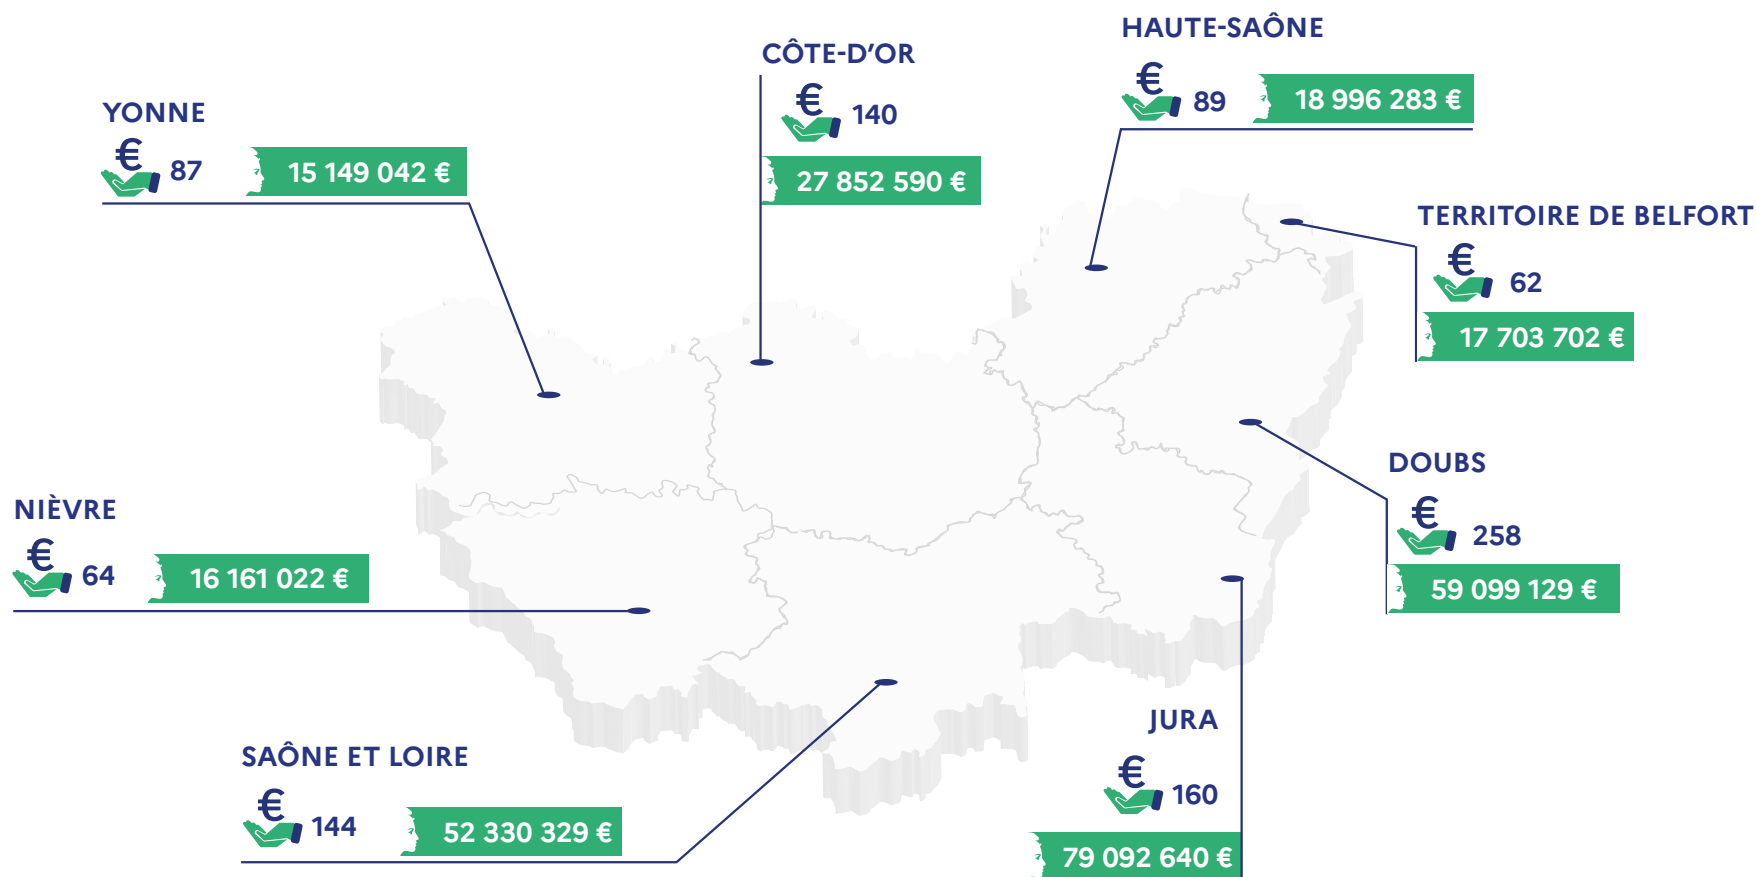 HAUTE-SAÔNE
€
89
18 996 283 €
CÔTE-D'OR
€
140
27 852 590 €
YONNE
€
87
15 149 042 €
TERRITOIRE DE BELFORT
€
62
17 703 702 €
DOUBS
€
258
59 099 129 €
NIÈVRE
€
64
16 161 022 €
JURA
€
160
79 092 640 €
SAÔNE ET LOIRE
€
144
52 330 329 €